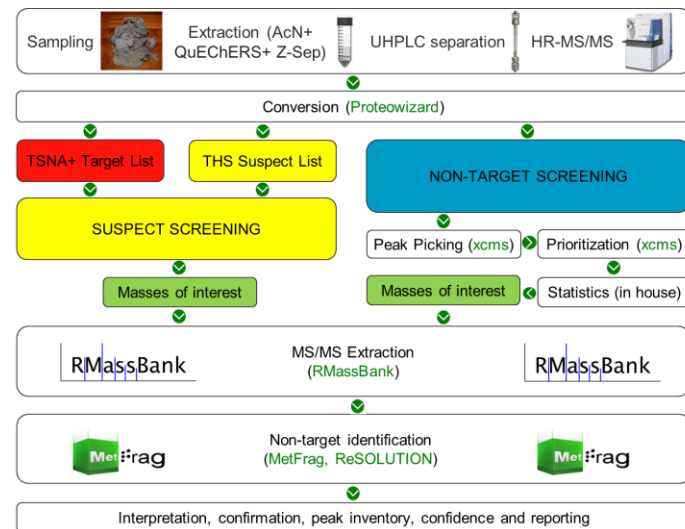 Sampling
Extraction (AcN+
QuEChERS+ Z-Sep)
UHPLC separation
HR-MS/MS
Conversion (Proteowizard)
TSNA+ Target List
THS Suspect List
NON-TARGET SCREENING
SUSPECT SCREENING
Peak Picking (xcms)
Prioritization (xcms)
Masses of interest
Masses of interest
Statistics (in house)
RMassBank
MS/MS Extraction
(RMassBank)
RMassBank
MetFrag
Non-target identification
(MetFrag, ReSOLUTION)
MetFrag
Interpretation, confirmation, peak inventory, confidence and reporting